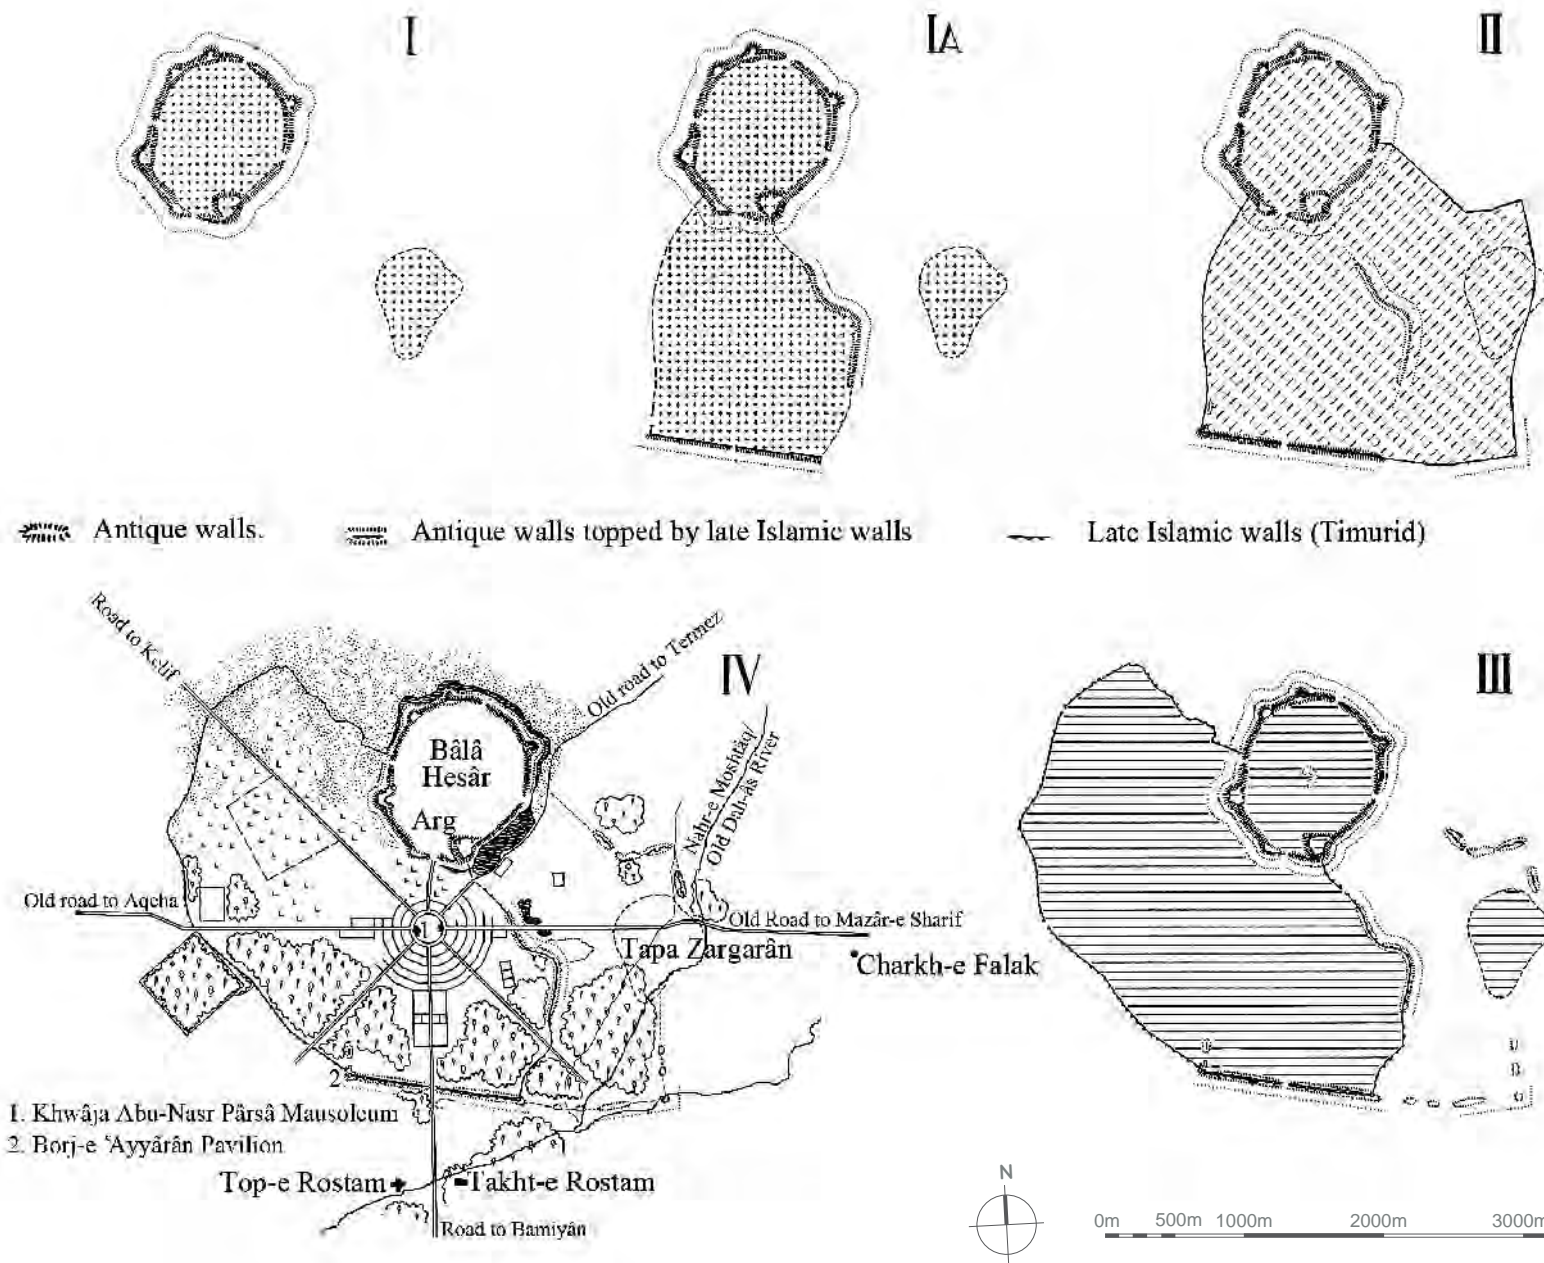 I
IA
II
Antique walls.
Antique walls topped by late Islamic walls
Late Islamic walls (Timurid)
IV
III
Road to Kelif
Old road to Termez
Nahr-e Moshtâq/
Old Dah-âs River
Bâlâ
Hesâr
Arg
Old road to Aqcha
1
Old Road to Mazâr-e Sharif
Tapa Zargarân
Charkh-e Falak
2
1. Khwâja Abu-Nasr Pârsâ Mausoleum
2. Borj-e ‘Ayyârân Pavilion
Top-e Rostam
Takht-e Rostam
Road to Bamiyân
N
0m 500m 1000m 2000m 3000m